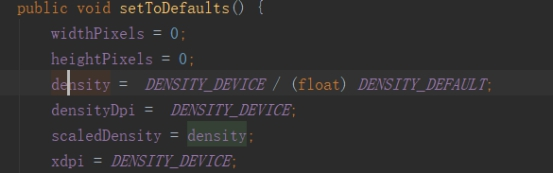 public void setToDefaults() {
widthPixels = 0;
heightPixels = 0;
density =  DENSITY_DEVICE / (float) DENSITY_DEFAULT;
densityDpi =  DENSITY_DEVICE;
scaledDensity = density;
xdpi = DENSITY_DEVICE;